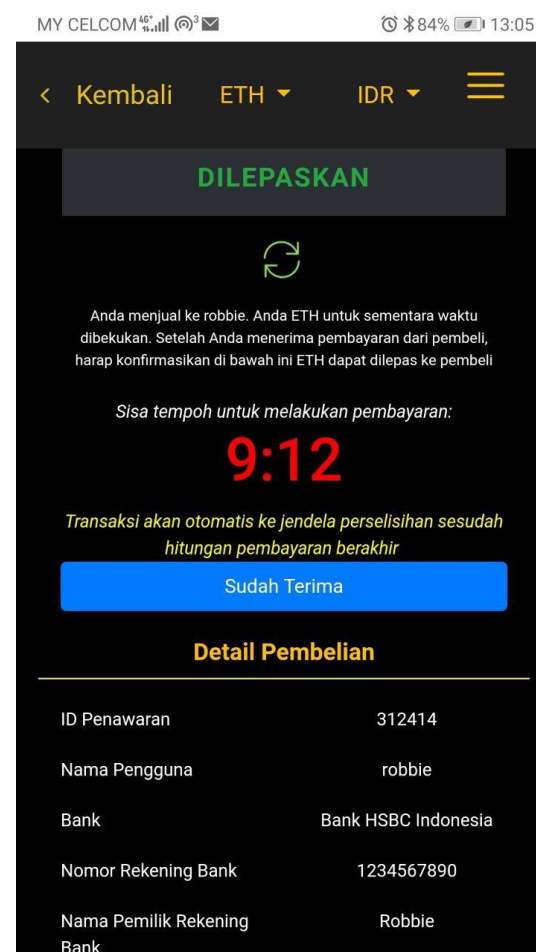 MY CELCOM 4G 84% 13:05
Kembali ETH IDR
DILEPASKAN
Anda menjual ke robbie. Anda ETH untuk sementara waktu
dibekukan. Setelah Anda menerima pembayaran dari pembeli,
harap konfirmasikan di bawah ini ETH dapat dilepas ke pembeli
Sisa tempoh untuk melakukan pembayaran:
9:12
Transaksi akan otomatis ke jendela perselisihan sesudah
hitungan pembayaran berakhir
Sudah Terima
Detail Pembelian
ID Penawaran 312414
Nama Pengguna robbie
Bank Bank HSBC Indonesia
Nomor Rekening Bank 1234567890
Nama Pemilik Rekening Robbie
Bank